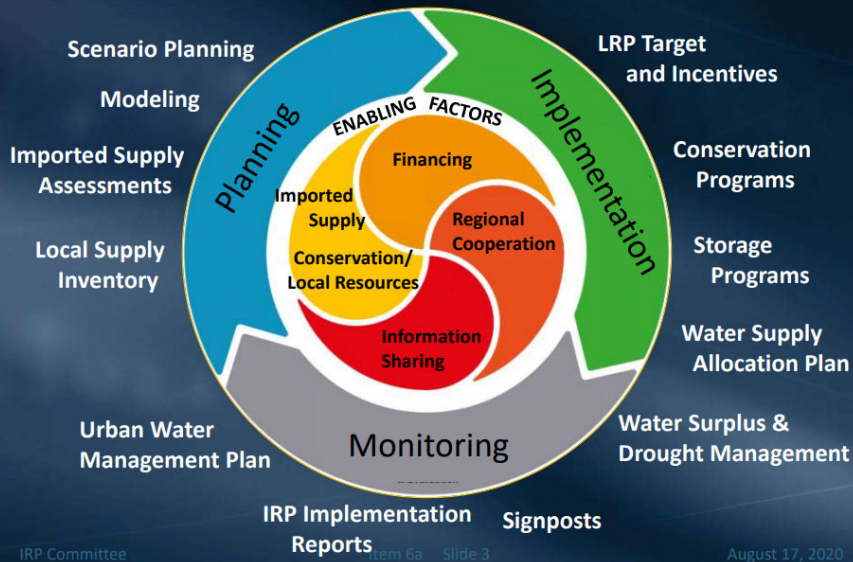 Scenario Planning
Modeling
Imported Supply
Assessments
Local Supply
Inventory
Urban Water
Management Plan
Planning
Implementation
Monitoring
ENABLING FACTORS
Financing
Imported
Supply
Conservation/
Local Resources
Regional
Cooperation
Information
Sharing
LRP Target
and Incentives
Conservation
Programs
Storage
Programs
Water Supply
Allocation Plan
Water Surplus &
Drought Management
IRP Implementation
Reports
Signposts
IRP Committee
Item 6a Slide 3
August 17, 2020